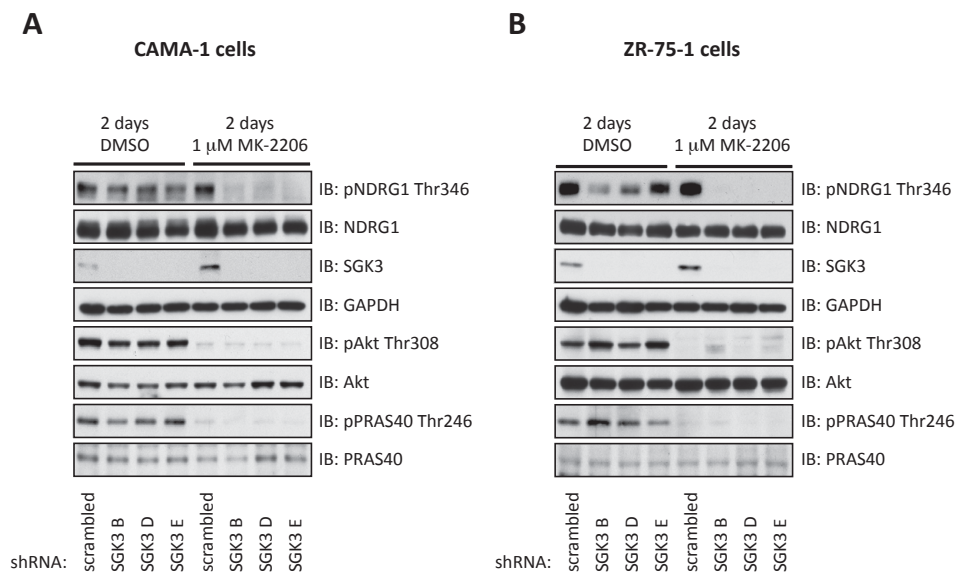 A
CAMA-1 cells
2 days
DMSO
2 days
1 μM MK-2206
IB: pNDRG1 Thr346
IB: NDRG1
IB: SGK3
IB: GAPDH
IB: pAkt Thr308
IB: Akt
IB: pPRAS40 Thr246
IB: PRAS40
shRNA:
scrambled
SGK3 B
SGK3 D
SGK3 E
scrambled
SGK3 B
SGK3 D
SGK3 E
B
ZR-75-1 cells
2 days
DMSO
2 days
1 μM MK-2206
IB: pNDRG1 Thr346
IB: NDRG1
IB: SGK3
IB: GAPDH
IB: pAkt Thr308
IB: Akt
IB: pPRAS40 Thr246
IB: PRAS40
shRNA:
scrambled
SGK3 B
SGK3 D
SGK3 E
scrambled
SGK3 B
SGK3 D
SGK3 E